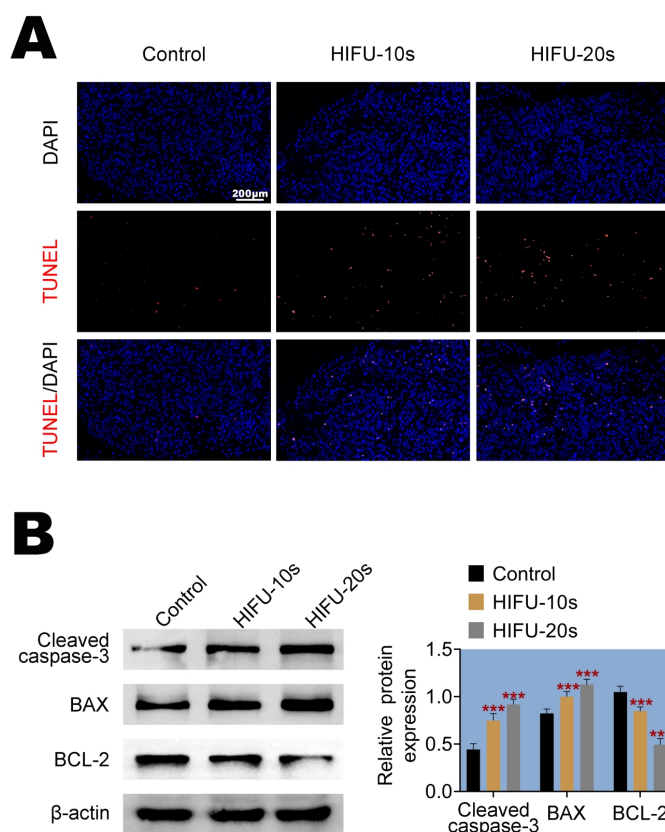 A
Control
HIFU-10s
HIFU-20s
DAPI
200μm
TUNEL
TUNEL/DAPI
B
Control
HIFU-10s
HIFU-20s
Cleaved
caspase-3
BAX
BCL-2
β-actin
Control
HIFU-10s
HIFU-20s
Relative protein
expression
1.5
1.0
0.5
0.0
***
***
***
***
***
**
Cleaved
caspase-3
BAX
BCL-2